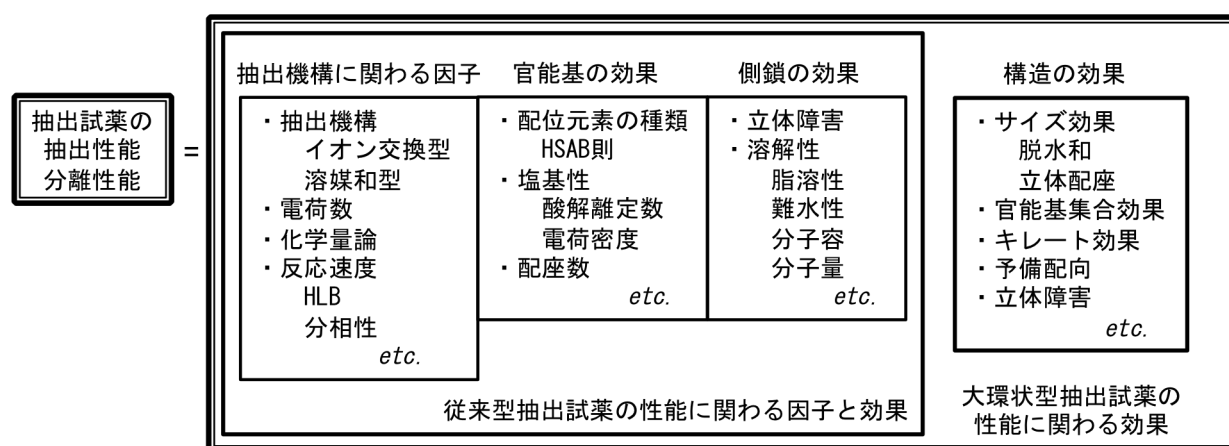 抽出試薬の
抽出性能
分離性能
=
抽出機構に関わる因子
・抽出機構
イオン交換型
溶媒和型
・電荷数
・化学量論
・反応速度
HLB
分相性
etc.
官能基の効果
・配位元素の種類
HSAB則
・塩基性
酸解離定数
電荷密度
・配座数
etc.
側鎖の効果
・立体障害
・溶解性
脂溶性
難水性
分子容
分子量
etc.
従来型抽出試薬の性能に関わる因子と効果
構造の効果
・サイズ効果
脱水和
立体配座
・官能基集合効果
・キレート効果
・予備配向
・立体障害
etc.
大環状型抽出試薬の
性能に関わる効果